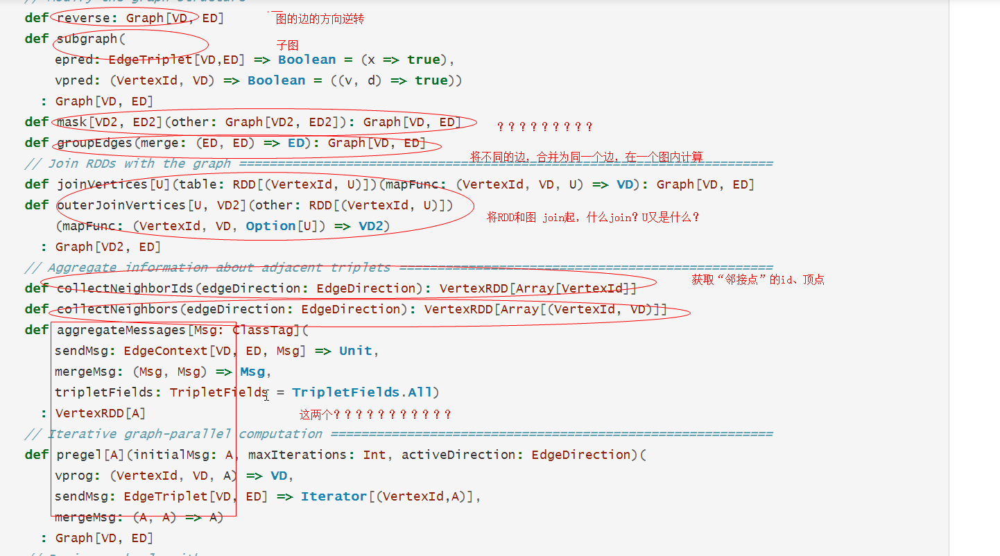 // Modify the graph structure
def reverse: Graph[VD, ED]
图的边的方向逆转
def subgraph(
子图
epred: EdgeTriplet[VD,ED] => Boolean = (x => true),
vpred: (VertexId, VD) => Boolean = ((v, d) => true))
: Graph[VD, ED]
def mask[VD2, ED2](other: Graph[VD2, ED2]): Graph[VD, ED]
？？？？？？？？？
def groupEdges(merge: (ED, ED) => ED): Graph[VD, ED]
将不同的边，合并为同一个边，在一个图内计算
// Join RDDs with the graph ======================================================================
def joinVertices[U](table: RDD[(VertexId, U)])(mapFunc: (VertexId, VD, U) => VD): Graph[VD, ED]
def outerJoinVertices[U, VD2](other: RDD[(VertexId, U)])
将RDD和图 join起，什么join？U又是什么？
(mapFunc: (VertexId, VD, Option[U]) => VD2)
: Graph[VD2, ED]
// Aggregate information about adjacent triplets =================================================
获取“邻接点”的id、顶点
def collectNeighborIds(edgeDirection: EdgeDirection): VertexRDD[Array[VertexId]]
def collectNeighbors(edgeDirection: EdgeDirection): VertexRDD[Array[(VertexId, VD)]]
def aggregateMessages[Msg: ClassTag](
sendMsg: EdgeContext[VD, ED, Msg] => Unit,
mergeMsg: (Msg, Msg) => Msg,
tripletFields: TripletFields = TripletFields.All)
: VertexRDD[A]
这两个？？？？？？？？？？？
// Iterative graph-parallel computation ==========================================================
def pregel[A](initialMsg: A, maxIterations: Int, activeDirection: EdgeDirection)(
vprog: (VertexId, VD, A) => VD,
sendMsg: EdgeTriplet[VD, ED] => Iterator[(VertexId,A)],
mergeMsg: (A, A) => A)
: Graph[VD, ED]